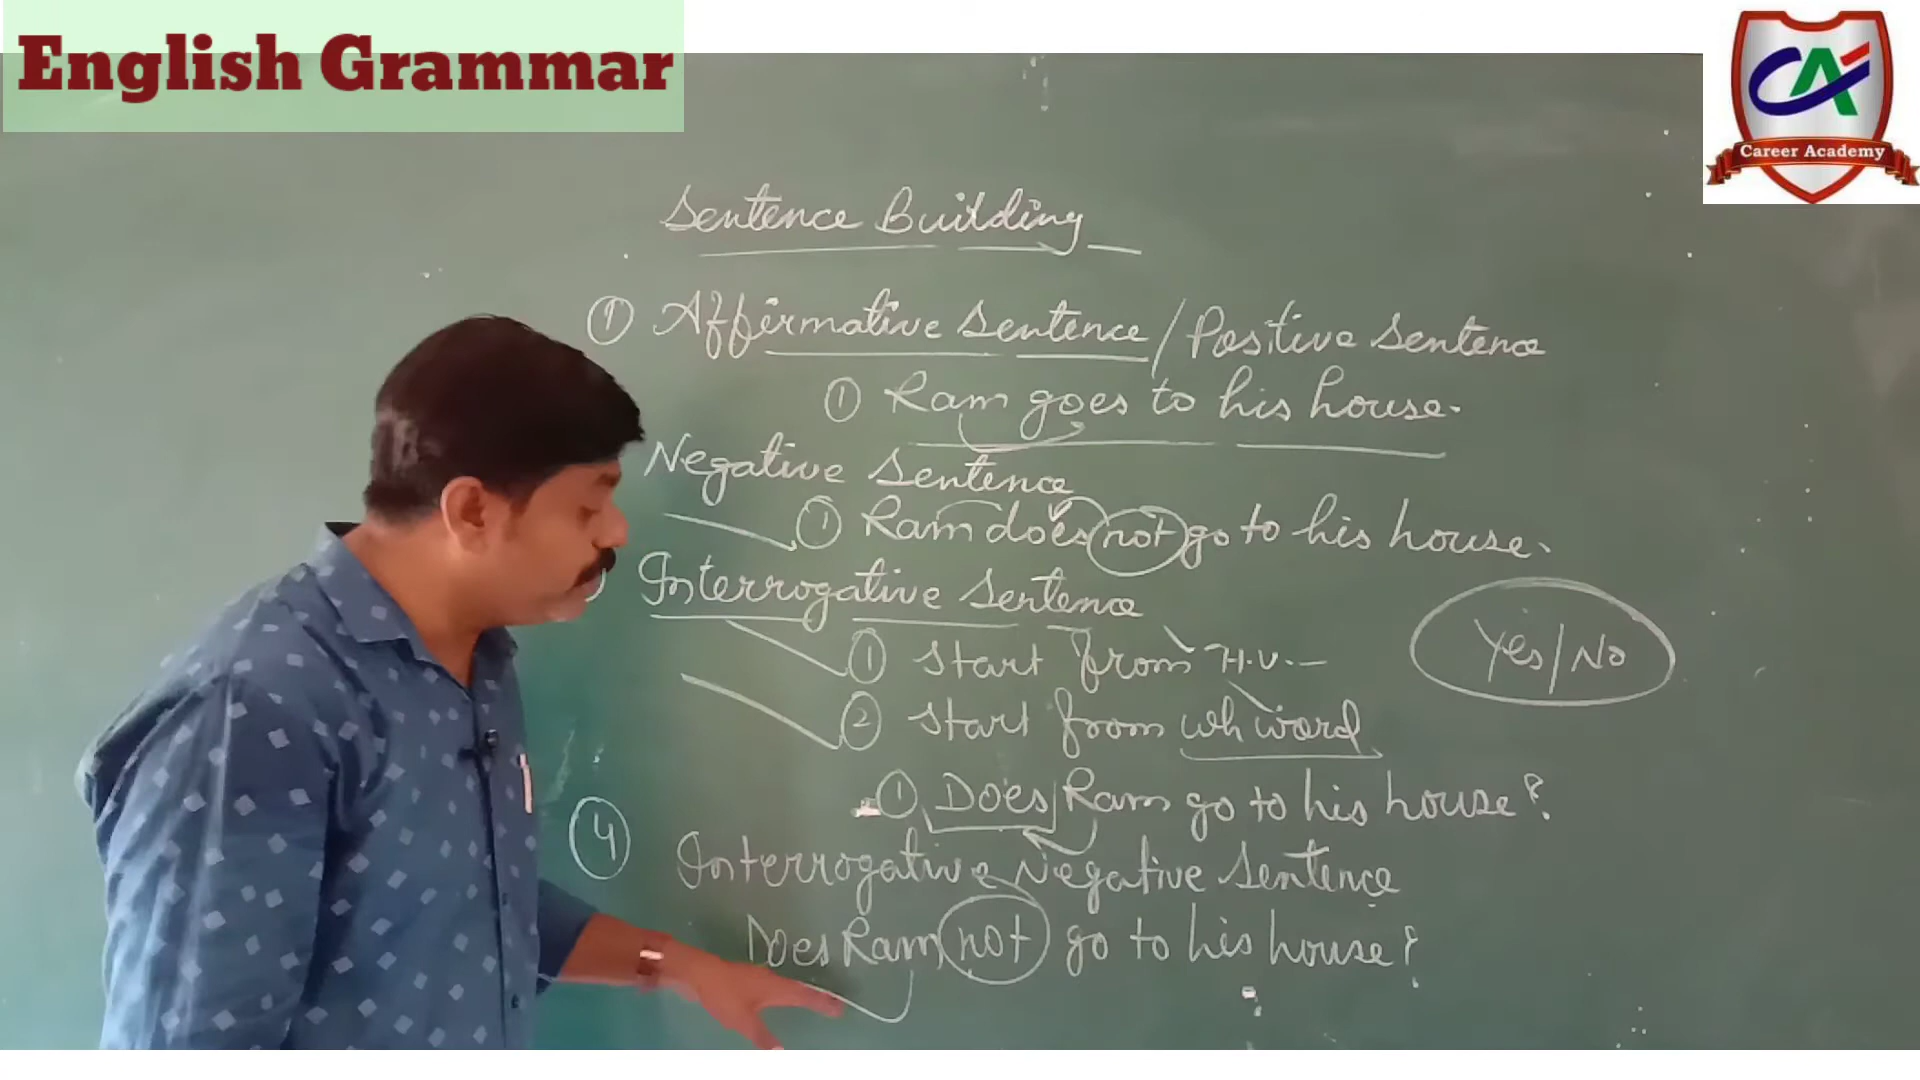 English Grammar
Career Academy
Sentence Building
① Affirmative Sentence / Positive Sentence
① Ram goes to his house.
Negative Sentence
① Ram does not go to his house.
Interrogative Sentence
① Start from H.V.
② Start from wh word
Yes/No
① Does Ram go to his house?
④ Interrogative Negative Sentence
Does Ram not go to his house?